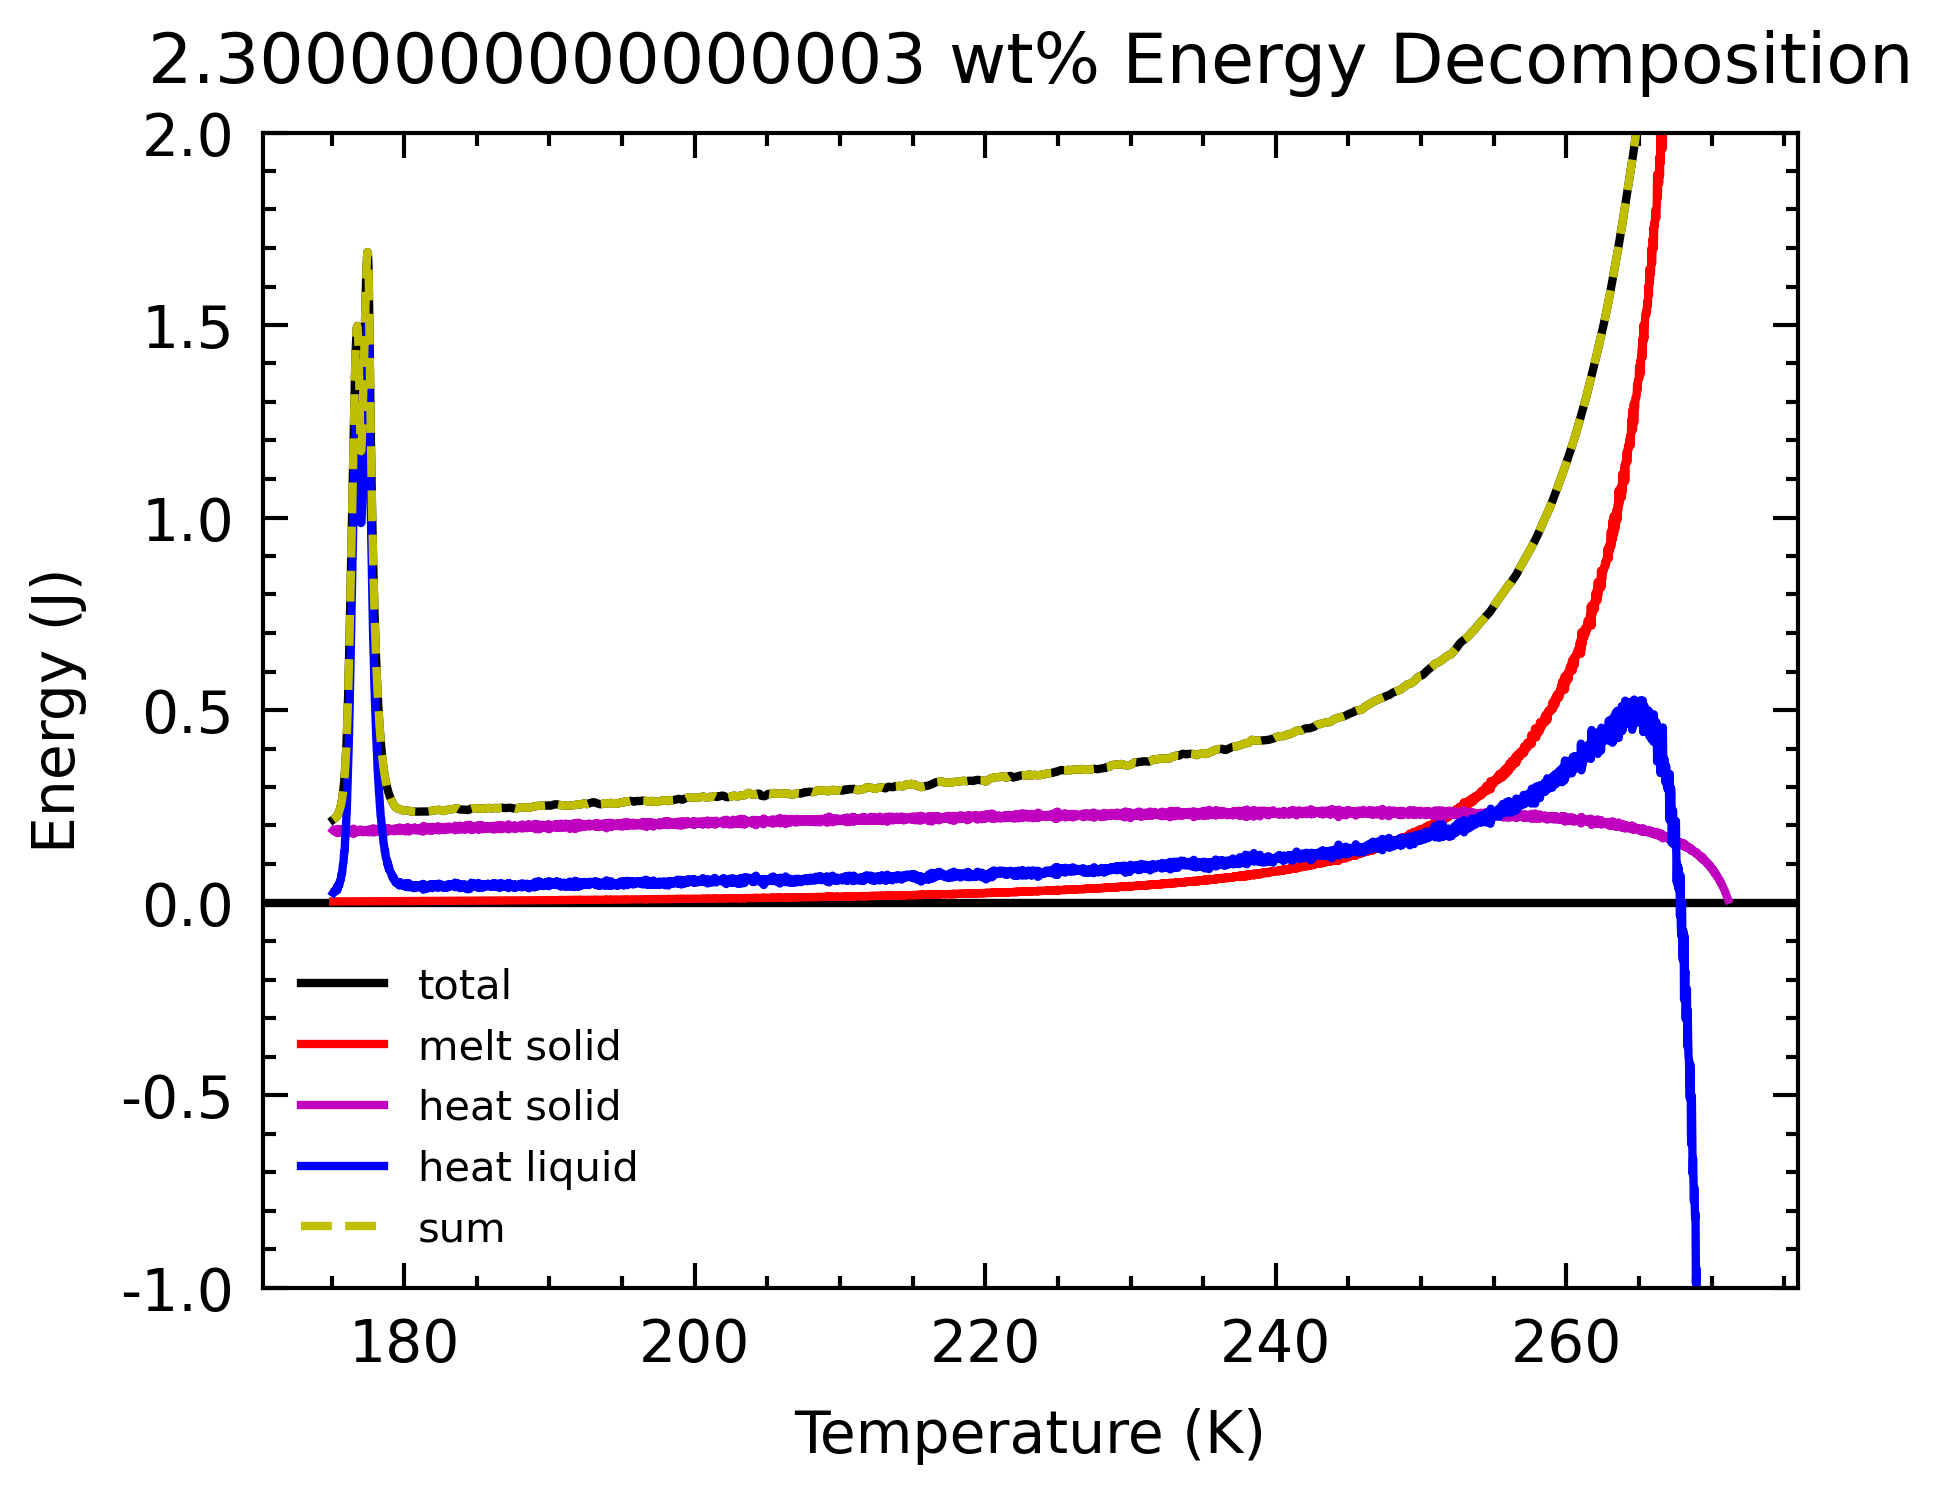 2.3000000000000003 wt% Energy Decomposition
2.0
1.5
1.0
0.5
0.0
-0.5
-1.0
Energy (J)
total
melt solid
heat solid
heat liquid
sum
180 200 220 240 260
Temperature (K)